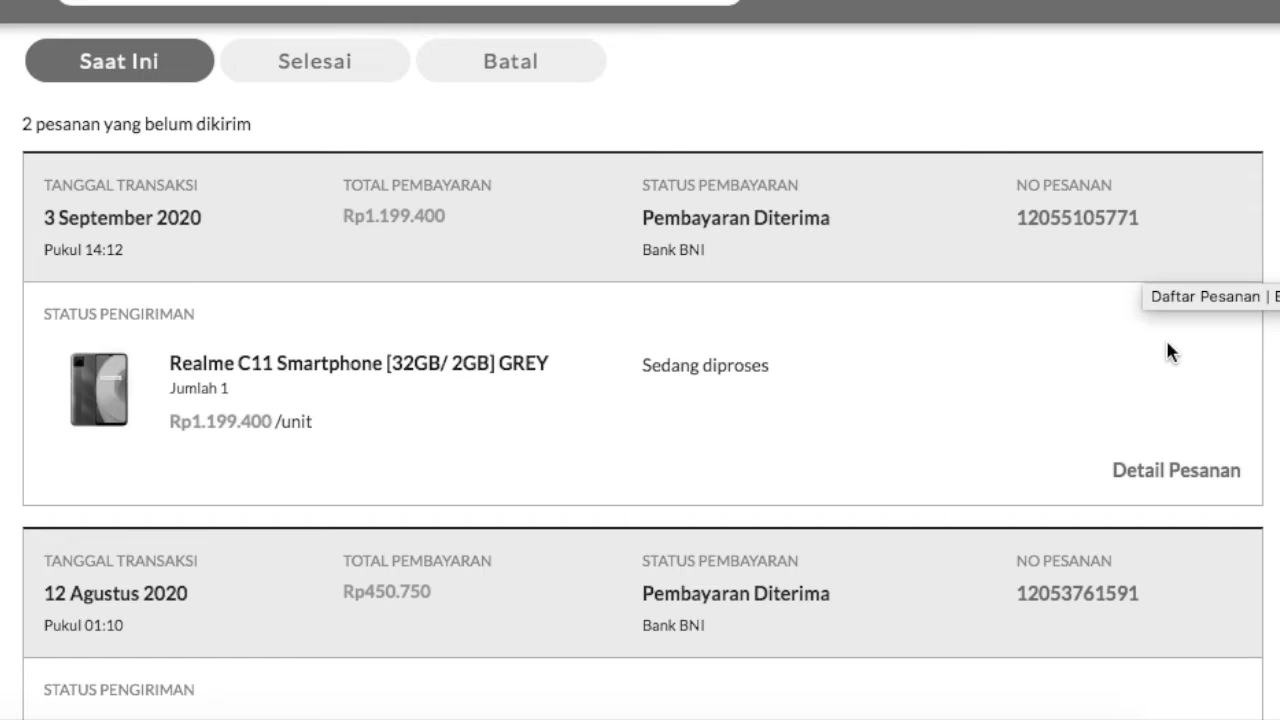 Saat Ini
Selesai
Batal
2 pesanan yang belum dikirim
TANGGAL TRANSAKSI
TOTAL PEMBAYARAN
STATUS PEMBAYARAN
NO PESANAN
3 September 2020
Rp1.199.400
Pembayaran Diterima
12055105771
Pukul 14:12
Bank BNI
Daftar Pesanan |
STATUS PENGIRIMAN
Realme C11 Smartphone [32GB/ 2GB] GREY
Sedang diproses
Jumlah 1
Rp1.199.400 /unit
Detail Pesanan
TANGGAL TRANSAKSI
TOTAL PEMBAYARAN
STATUS PEMBAYARAN
NO PESANAN
12 Agustus 2020
Rp450.750
Pembayaran Diterima
12053761591
Pukul 01:10
Bank BNI
STATUS PENGIRIMAN